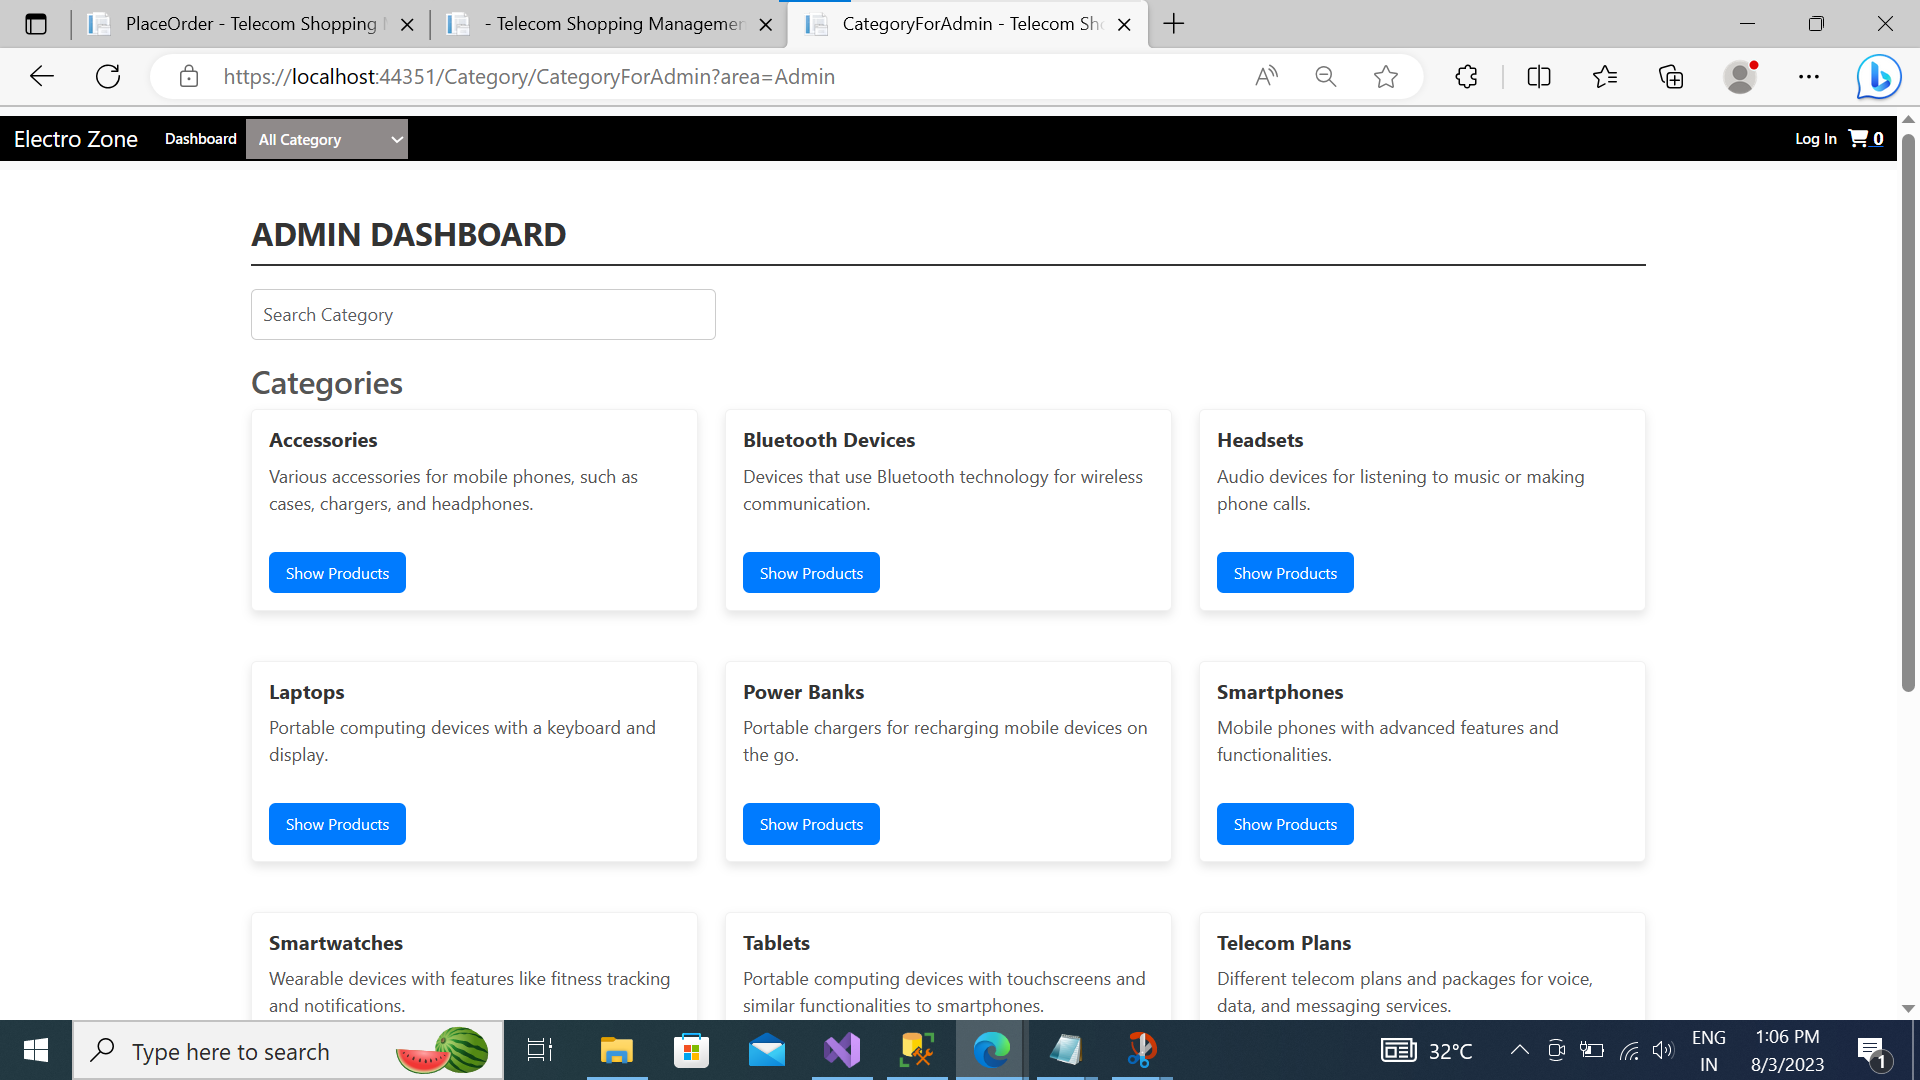 PlaceOrder - Telecom Shopping
- Telecom Shopping Managemen
CategoryForAdmin - Telecom Sh
https://localhost:44351/Category/CategoryForAdmin?area=Admin
Electro Zone
Dashboard
All Category
Log In
0
ADMIN DASHBOARD
Search Category
Categories
Accessories
Various accessories for mobile phones, such as
cases, chargers, and headphones.
Show Products
Bluetooth Devices
Devices that use Bluetooth technology for wireless
communication.
Show Products
Headsets
Audio devices for listening to music or making
phone calls.
Show Products
Laptops
Portable computing devices with a keyboard and
display.
Show Products
Power Banks
Portable chargers for recharging mobile devices on
the go.
Show Products
Smartphones
Mobile phones with advanced features and
functionalities.
Show Products
Smartwatches
Wearable devices with features like fitness tracking
and notifications.
Tablets
Portable computing devices with touchscreens and
similar functionalities to smartphones.
Telecom Plans
Different telecom plans and packages for voice,
data, and messaging services.
Type here to search
32°C
ENG
IN
1:06 PM
8/3/2023
1